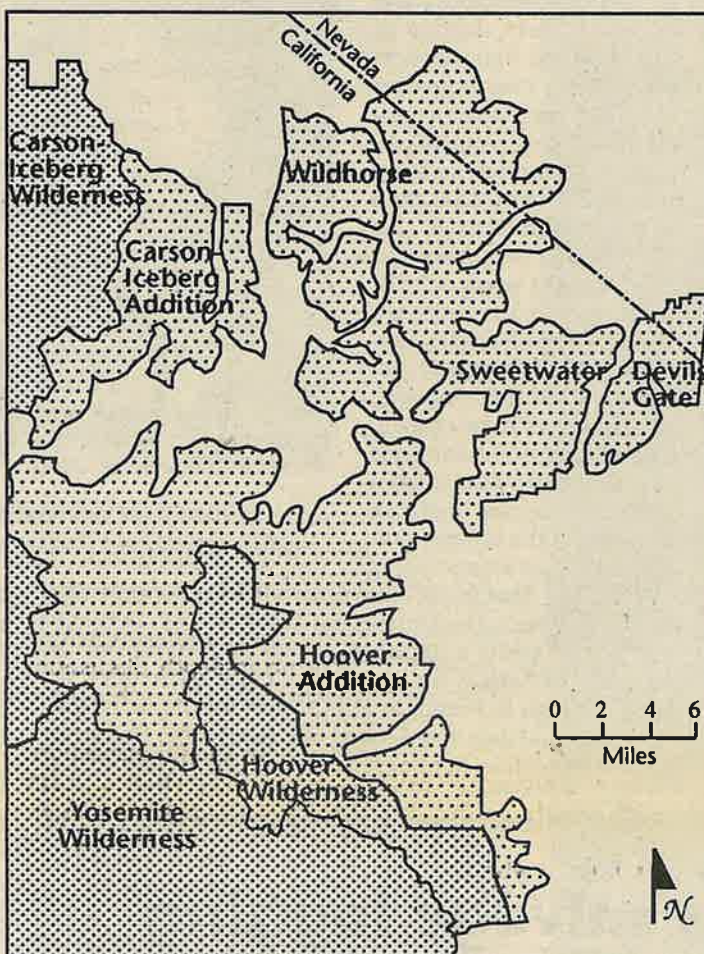 Nevada
California
Carson-
Iceberg
Wilderness
Wildhorse
Carson-
Iceberg
Addition
Sweetwater
Devils
Gate
Hoover
Addition
0 2 4 6
Miles
Hoover
Wilderness
Yosemite
Wilderness
N